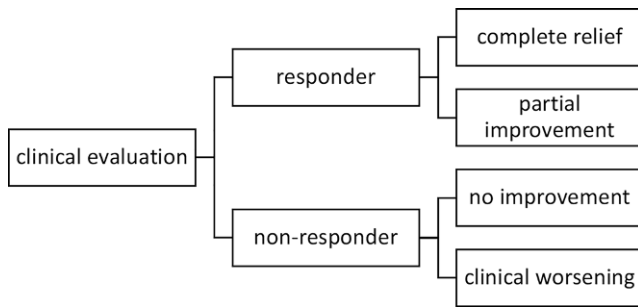 complete relief
responder
partial
improvement
clinical evaluation
no improvement
non-responder
clinical worsening